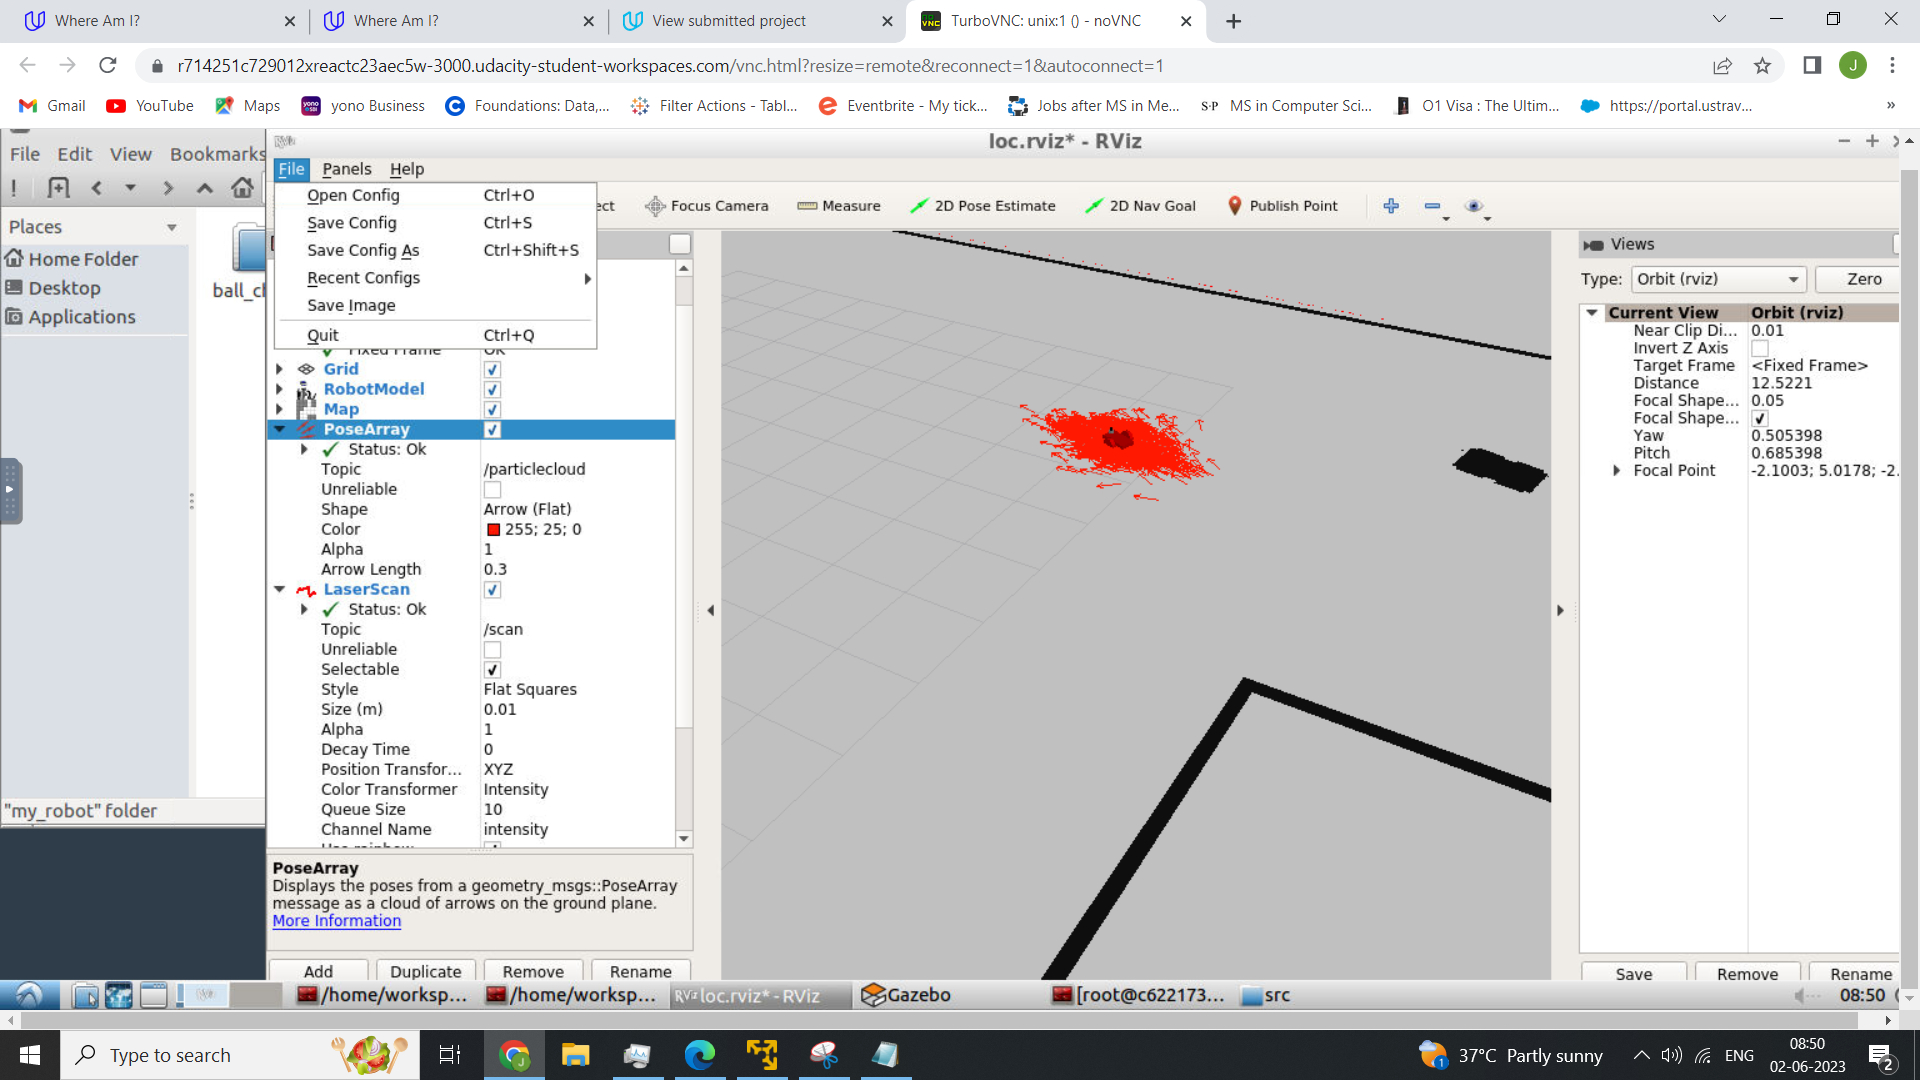 Where Am I?
Where Am I?
View submitted project
TurboVNC: unix:1 () - noVNC
r714251c729012xreactc23aec5w-3000.udacity-student-workspaces.com/vnc.html?resize=remote&reconnect=1&autoconnect=1
J
Gmail
YouTube
Maps
yono Business
Foundations: Data,...
Filter Actions - Tabl...
Eventbrite - My tick...
Jobs after MS in Me...
S·P MS in Computer Sci...
O1 Visa : The Ultim...
https://portal.ustrav...
»
loc.rviz* - RViz
File Edit View Bookmarks
File Panels Help
Open Config Ctrl+O
Save Config Ctrl+S
Save Config As Ctrl+Shift+S
Recent Configs
Save Image
Quit Ctrl+Q
Focus Camera
Measure
2D Pose Estimate
2D Nav Goal
Publish Point
Places
Home Folder
Desktop
Applications
"my_robot" folder
Fixed Frame OK
Grid
RobotModel
Map
PoseArray
Status: Ok
Topic /particlecloud
Unreliable
Shape Arrow (Flat)
Color 255; 25; 0
Alpha 1
Arrow Length 0.3
LaserScan
Status: Ok
Topic /scan
Unreliable
Selectable
Style Flat Squares
Size (m) 0.01
Alpha 1
Decay Time 0
Position Transfor... XYZ
Color Transformer Intensity
Queue Size 10
Channel Name intensity
PoseArray
Displays the poses from a geometry_msgs::PoseArray
message as a cloud of arrows on the ground plane.
More Information
Add Duplicate Remove Rename
Views
Type: Orbit (rviz) Zero
Current View Orbit (rviz)
Near Clip Di... 0.01
Invert Z Axis
Target Frame <Fixed Frame>
Distance 12.5221
Focal Shape... 0.05
Focal Shape...
Yaw 0.505398
Pitch 0.685398
Focal Point -2.1003; 5.0178; -2.
Save Remove Rename
/home/worksp...
/home/worksp...
RViz loc.rviz* - RViz
Gazebo
[root@c622173...
src
08:50
Type to search
37°C Partly sunny
ENG
08:50
02-06-2023
2